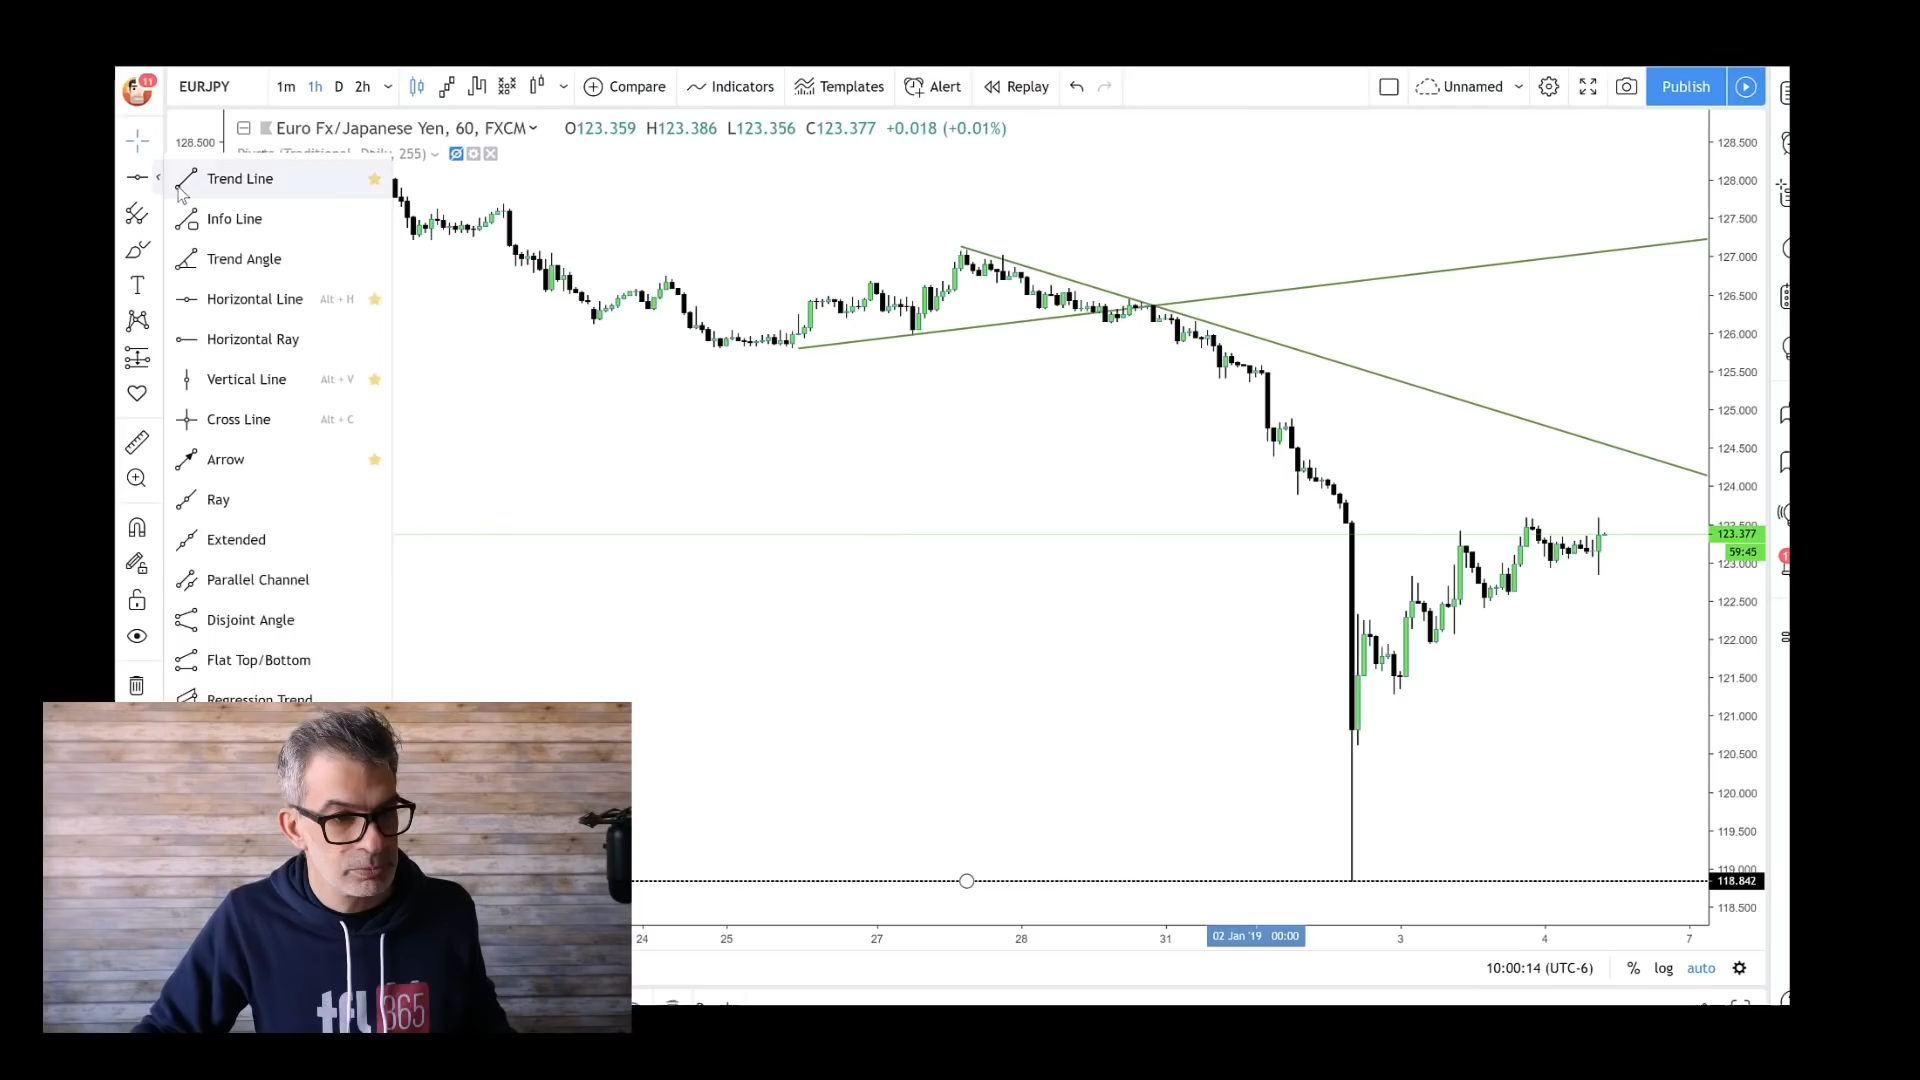 11
EURJPY
1m 1h D 2h
Compare
Indicators
Templates
Alert
Replay
Unnamed
Publish
Euro Fx/Japanese Yen, 60, FXCM
O123.359 H123.386 L123.356 C123.377 +0.018 (+0.01%)
128.500
255)
Trend Line
Info Line
Trend Angle
Horizontal Line Alt + H
Horizontal Ray
Vertical Line Alt + V
Cross Line Alt + C
Arrow
Ray
Extended
Parallel Channel
Disjoint Angle
Flat Top/Bottom
Regression Trend
128.500
128.000
127.500
127.000
126.500
126.000
125.500
125.000
124.500
124.000
123.377
59:45
123.000
122.500
122.000
121.500
121.000
120.500
120.000
119.500
119.000
118.842
118.500
24 25 27 28 31 02 Jan '19 00:00 3 4 7
10:00:14 (UTC-6) % log auto
365